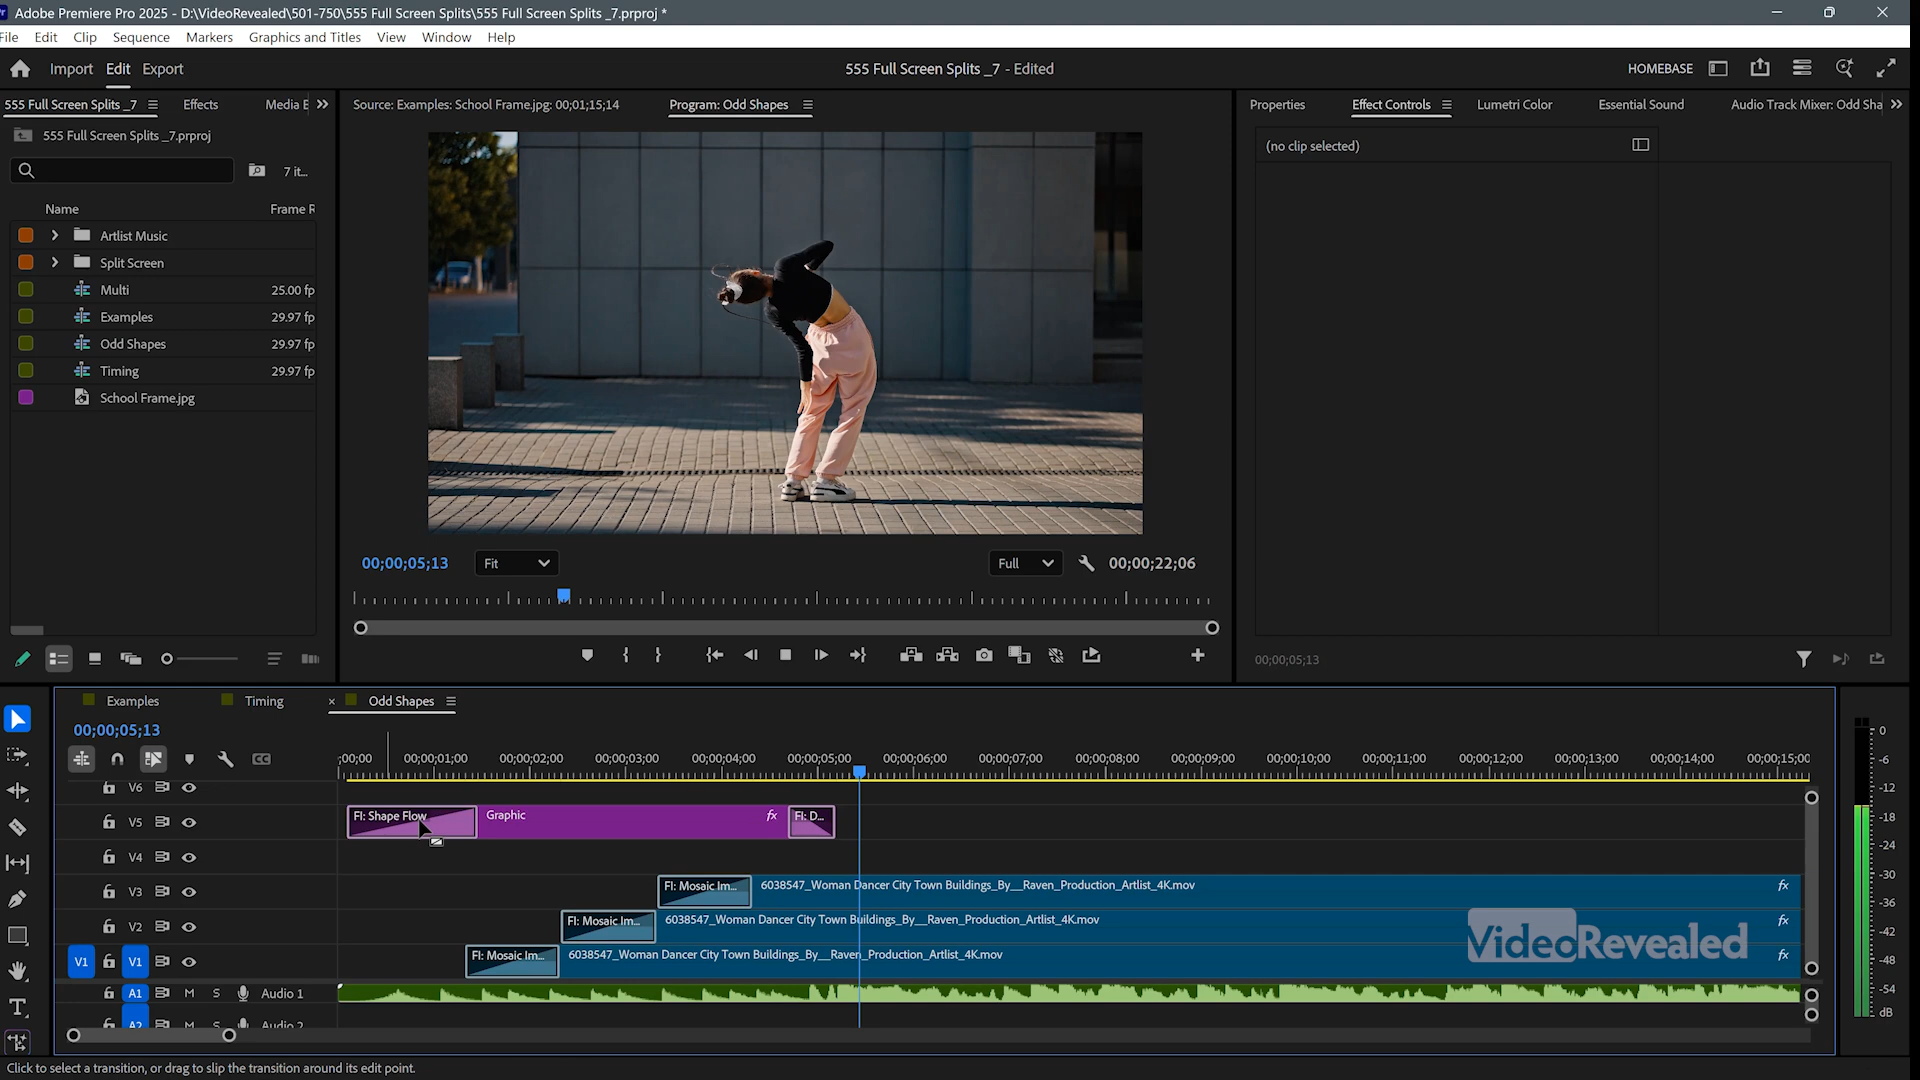 Adobe Premiere Pro 2025 - D:\VideoRevealed\501-750\555 Full Screen Splits\555 Full Screen Splits _7.prproj *
File Edit Clip Sequence Markers Graphics and Titles View Window Help
Import Edit Export
555 Full Screen Splits _7 - Edited
HOMEBASE
555 Full Screen Splits _7
Effects
Media E
Source: Examples: School Frame.jpg: 00;01;15;14
Program: Odd Shapes
Properties
Effect Controls
Lumetri Color
Essential Sound
Audio Track Mixer: Odd Sha
555 Full Screen Splits _7.prproj
(no clip selected)
7 it...
Name
Frame R
Artlist Music
Split Screen
Multi 25.00 fp
Examples 29.97 fp
Odd Shapes 29.97 fp
Timing 29.97 fp
School Frame.jpg
00;00;05;13
Fit
Full
00;00;22;06
00;00;05;13
Examples
Timing
× Odd Shapes
00;00;05;13
;00;00 00;00;01;00 00;00;02;00 00;00;03;00 00;00;04;00 00;00;05;00 00;00;06;00 00;00;07;00 00;00;08;00 00;00;09;00 00;00;10;00 00;00;11;00 00;00;12;00 00;00;13;00 00;00;14;00 00;00;15;00
V6
V5
FI: Shape Flow
Graphic
fx
FI: D...
V4
V3
FI: Mosaic Im...
6038547_Woman Dancer City Town Buildings_By__Raven_Production_Artlist_4K.mov
fx
V2
FI: Mosaic Im...
6038547_Woman Dancer City Town Buildings_By__Raven_Production_Artlist_4K.mov
fx
V1 V1
FI: Mosaic Im...
6038547_Woman Dancer City Town Buildings_By__Raven_Production_Artlist_4K.mov
fx
VideoRevealed
A1 M S Audio 1
A2 M S Audio 2
0
-6
-12
-18
-24
-30
-36
-42
-48
-54
dB
Click to select a transition, or drag to slip the transition around its edit point.